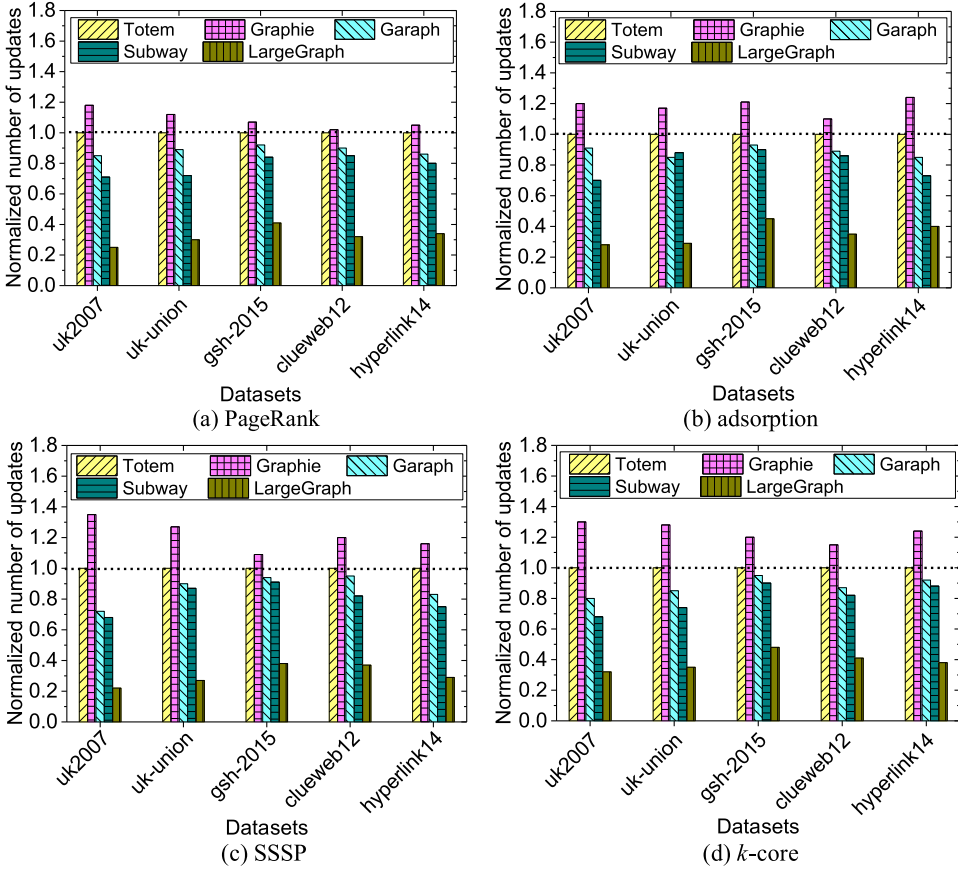 Normalized number of updates
1.8
1.6
1.4
1.2
1.0
0.8
0.6
0.4
0.2
0.0
Totem Graphie Garaph
Subway LargeGraph
uk2007 uk-union gsh-2015 clueweb12 hyperlink14
Datasets
(a) PageRank
Normalized number of updates
1.8
1.6
1.4
1.2
1.0
0.8
0.6
0.4
0.2
0.0
Totem Graphie Garaph
Subway LargeGraph
uk2007 uk-union gsh-2015 clueweb12 hyperlink14
Datasets
(b) adsorption
Normalized number of updates
1.8
1.6
1.4
1.2
1.0
0.8
0.6
0.4
0.2
0.0
Totem Graphie Garaph
Subway LargeGraph
uk2007 uk-union gsh-2015 clueweb12 hyperlink14
Datasets
(c) SSSP
Normalized number of updates
1.8
1.6
1.4
1.2
1.0
0.8
0.6
0.4
0.2
0.0
Totem Graphie Garaph
Subway LargeGraph
uk2007 uk-union gsh-2015 clueweb12 hyperlink14
Datasets
(d) k-core